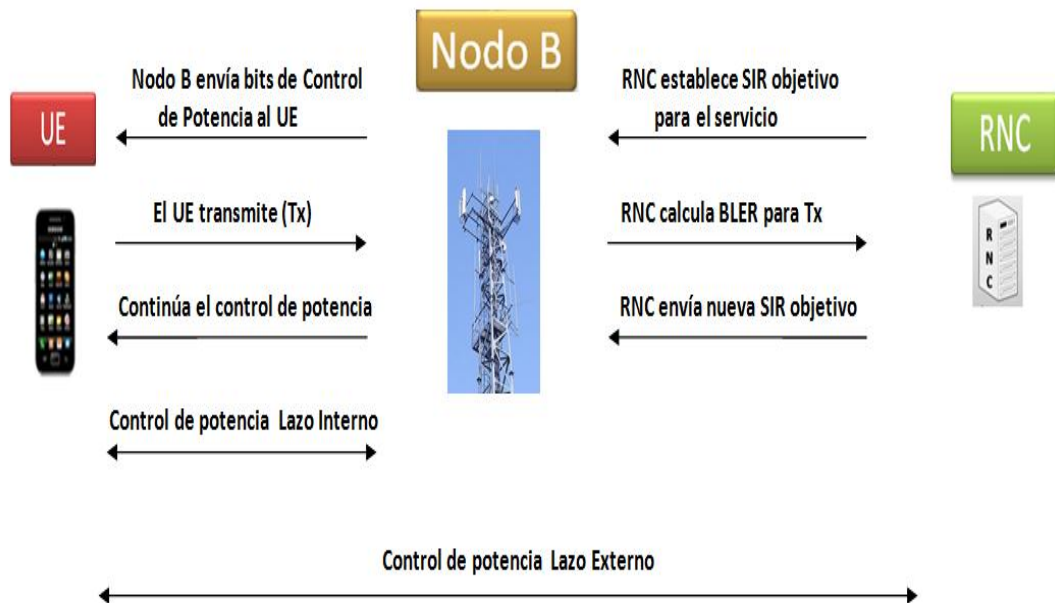 Nodo B
Nodo B envía bits de Control
de Potencia al UE
RNC establece SIR objetivo
para el servicio
UE
RNC
El UE transmite (Tx)
RNC calcula BLER para Tx
R
N
C
Continúa el control de potencia
RNC envía nueva SIR objetivo
Control de potencia Lazo Interno
Control de potencia Lazo Externo